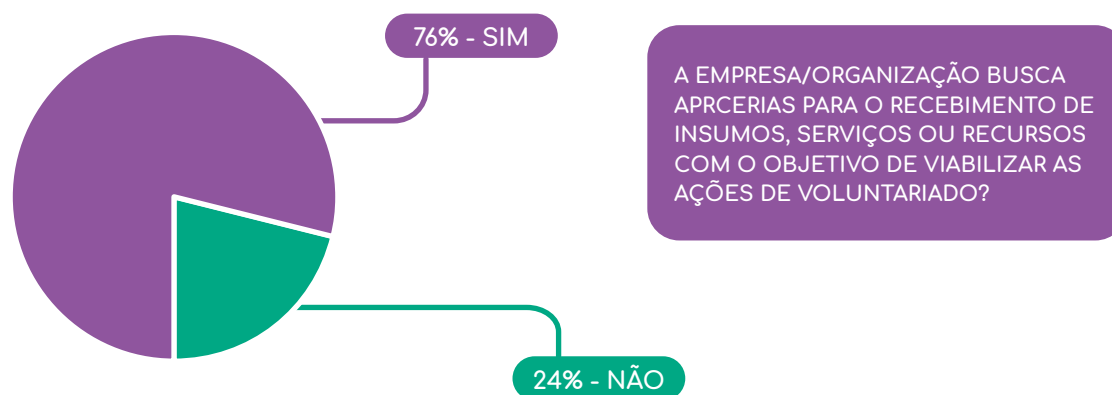 76% - SIM
A EMPRESA/ORGANIZAÇÃO BUSCA
APRCERIAS PARA O RECEBIMENTO DE
INSUMOS, SERVIÇOS OU RECURSOS
COM O OBJETIVO DE VIABILIZAR AS
AÇÕES DE VOLUNTARIADO?
24% - NÃO